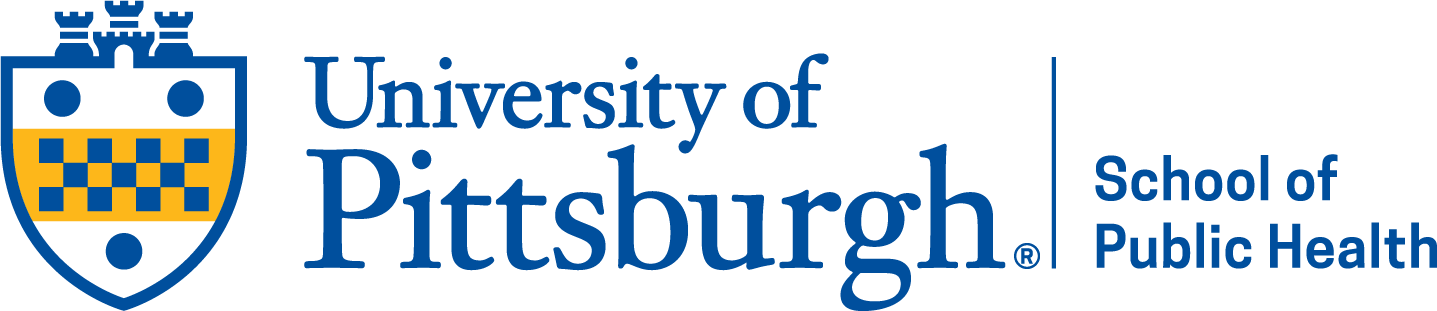 University of
Pittsburgh®
School of
Public Health